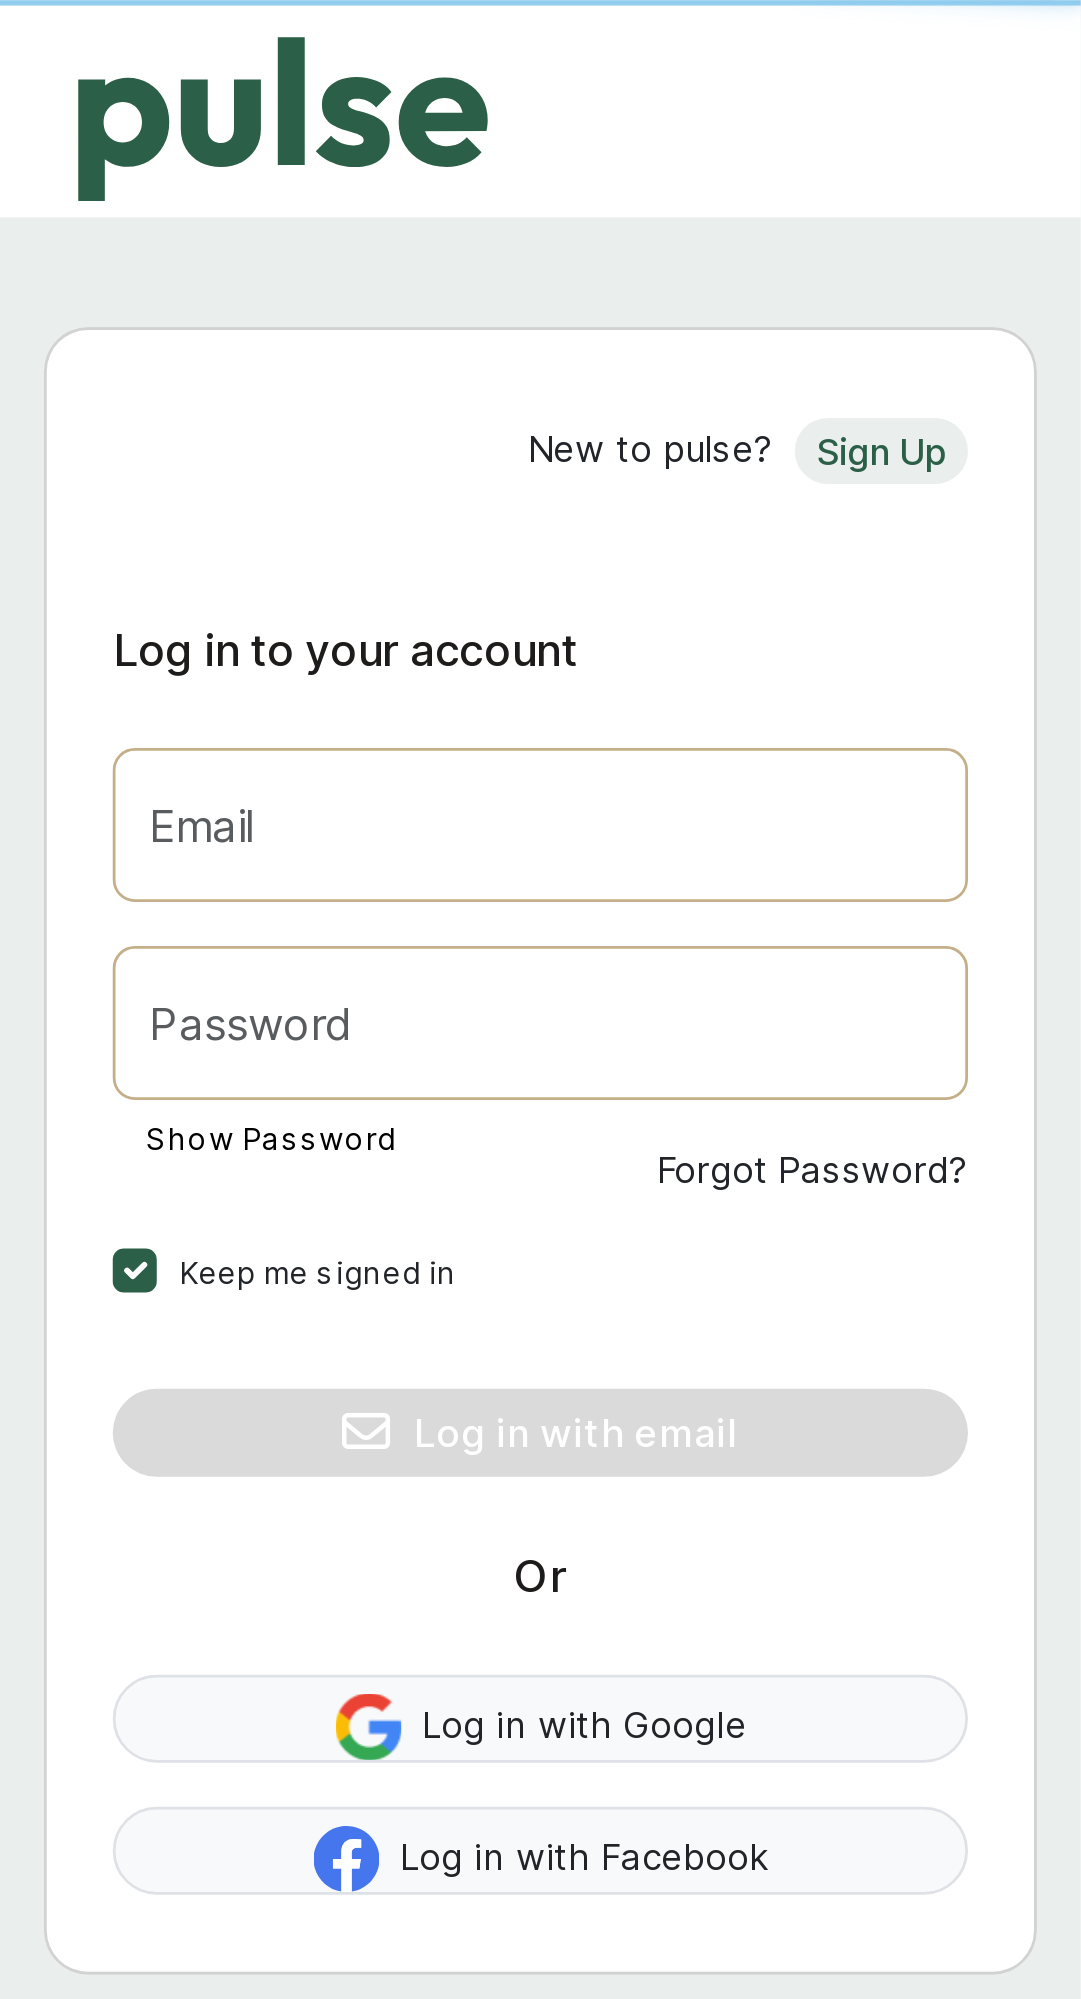 pulse
New to pulse? Sign Up
Log in to your account
Email
Password
Show Password
Forgot Password?
Keep me signed in
Log in with email
Or
Log in with Google
Log in with Facebook